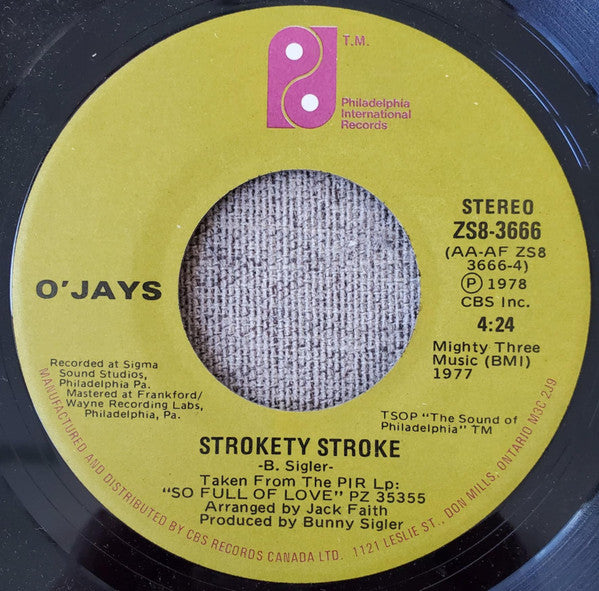 T.M.
Philadelphia
International
Records
STEREO
ZS8-3666
(AA-AF ZS8
3666-4)
Ⓟ 1978
CBS Inc.
4:24
Mighty Three
Music (BMI)
1977
O'JAYS
Recorded at Sigma
Sound Studios,
Philadelphia Pa.
Mastered at Frankford/
Wayne Recording Labs,
Philadelphia, Pa.
TSOP "The Sound of
Philadelphia" TM
STROKETY STROKE
-B. Sigler-
Taken From The PIR Lp:
"SO FULL OF LOVE" PZ 35355
Arranged by Jack Faith
Produced by Bunny Sigler
MANUFACTURED AND DISTRIBUTED BY CBS RECORDS CANADA LTD. 1121 LESLIE ST., DON MILLS, ONTARIO M3C 2J9